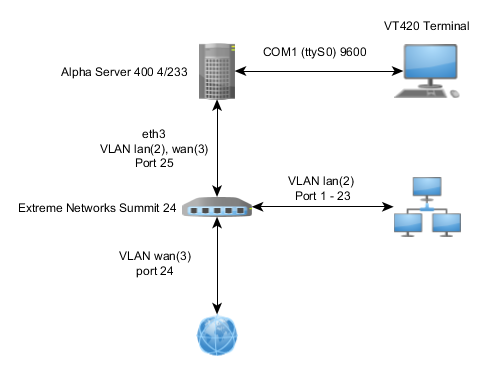 VT420 Terminal
COM1 (ttyS0) 9600
Alpha Server 400 4/233
eth3
VLAN lan(2), wan(3)
Port 25
VLAN lan(2)
Port 1 - 23
Extreme Networks Summit 24
VLAN wan(3)
port 24